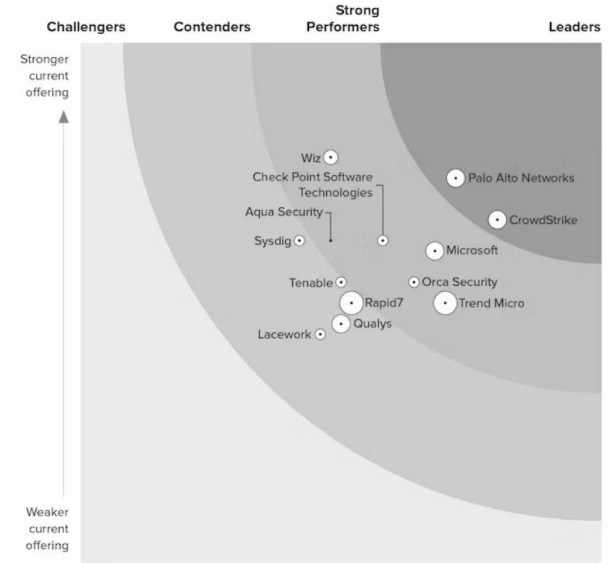 Challengers
Contenders
Strong
Performers
Leaders
Stronger
current
offering
Wiz
Check Point Software
Technologies
Palo Alto Networks
Aqua Security
CrowdStrike
Sysdig
Microsoft
Tenable
Orca Security
Rapid7
Trend Micro
Qualys
Lacework
Weaker
current
offering